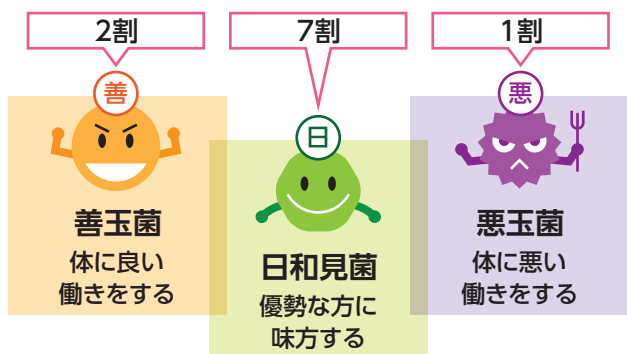 2割
7割
1割
善
日
悪
善玉菌
体に良い
働きをする
日和見菌
優勢な方に
味方する
悪玉菌
体に悪い
働きをする